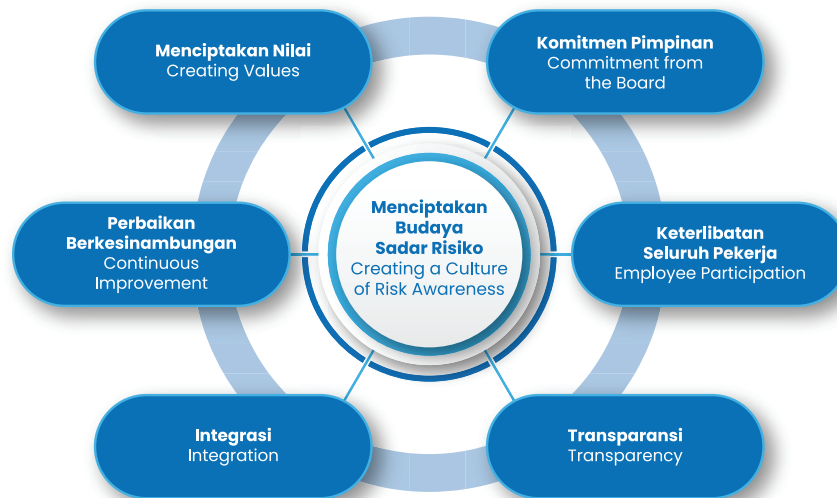 Menciptakan Nilai
Creating Values
Komitmen Pimpinan
Commitment from
the Board
Perbaikan
Berkesinambungan
Continuous
Improvement
Menciptakan
Budaya
Sadar Risiko
Creating a Culture
of Risk Awareness
Keterlibatan
Seluruh Pekerja
Employee Participation
Integrasi
Integration
Transparansi
Transparency